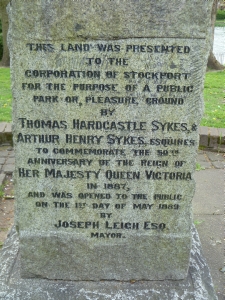 THIS LAND WAS PRESENTED
TO THE
CORPORATION OF STOCKPORT
FOR THE PURPOSE OF A PUBLIC
PARK OR, PLEASURE, GROUND
BY
THOMAS HARDCASTLE SYKES, &
ARTHUR HENRY SYKES, ESQUIRES
TO COMMEMORATE THE 50TH
ANNIVERSARY OF THE REIGN OF
HER MAJESTY QUEEN VICTORIA
IN 1887,
AND WAS OPENED TO THE PUBLIC
ON THE 1ST DAY OF MAY 1889
BY
JOSEPH LEIGH ESQ.
MAYOR.